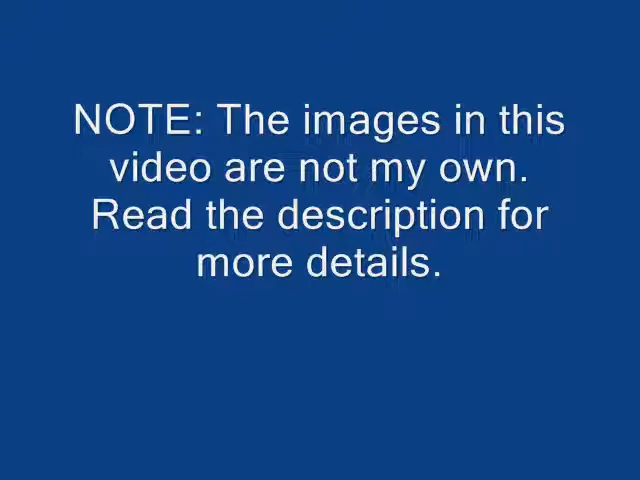 NOTE: The images in this
video are not my own.
Read the description for
more details.